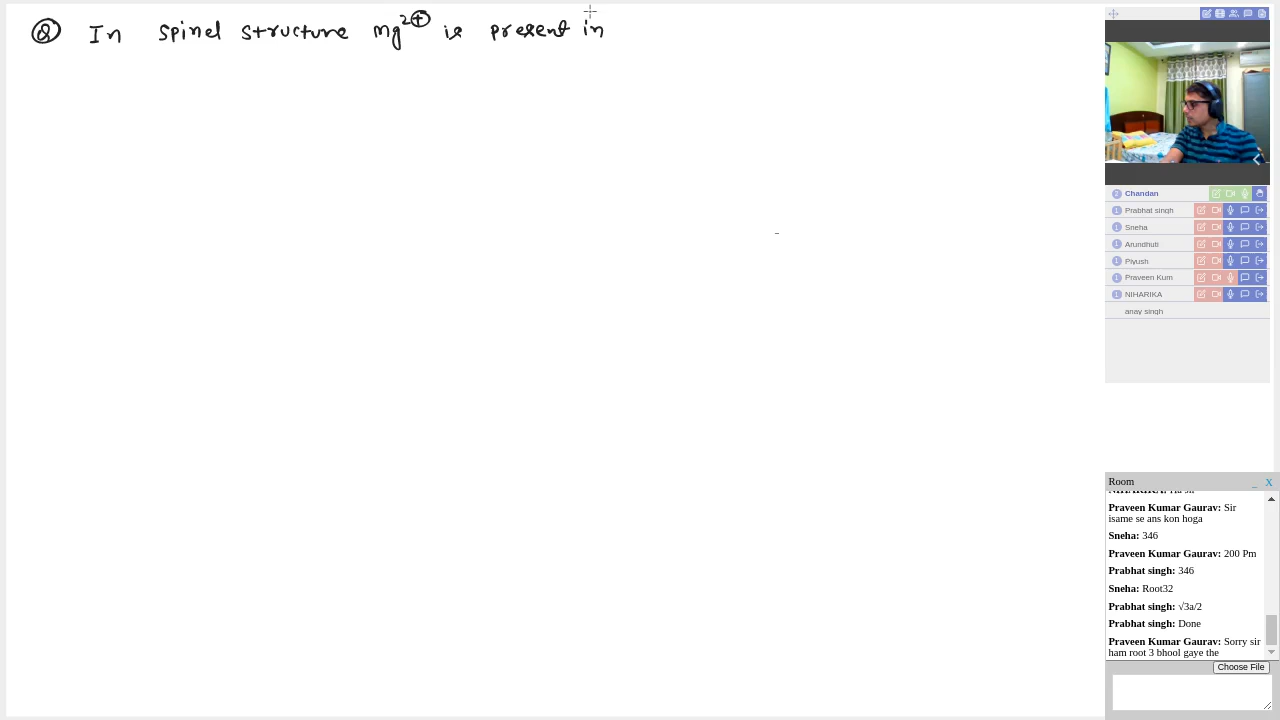 Q In Spinel structure mg²⊕ is present in
Chandan
Prabhat singh
Sneha
Arundhuti
Piyush
Praveen Kum
NIHARIKA
anay singh
Room
_ X
Praveen Kumar Gaurav: Sir
isame se ans kon hoga
Sneha: 346
Praveen Kumar Gaurav: 200 Pm
Prabhat singh: 346
Sneha: Root32
Prabhat singh: √3a/2
Prabhat singh: Done
Praveen Kumar Gaurav: Sorry sir
ham root 3 bhool gaye the
Choose File